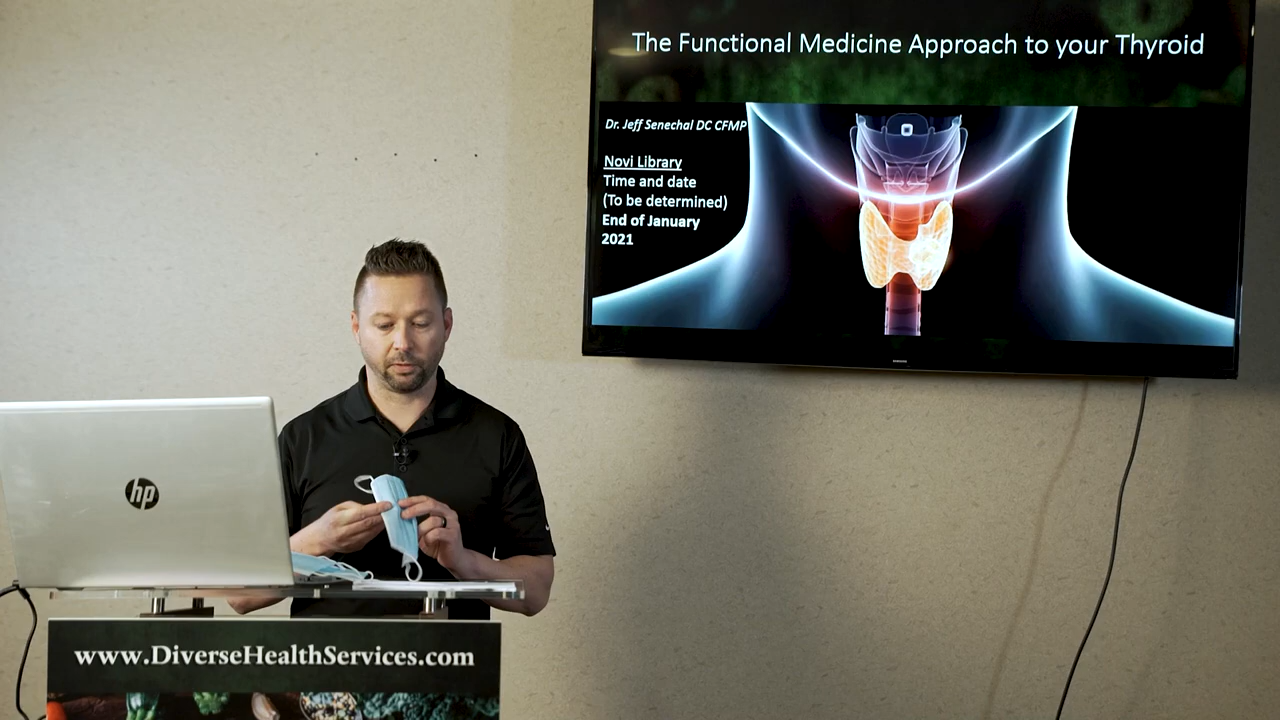 The Functional Medicine Approach to your Thyroid
Dr. Jeff Senechal DC CFMP
Novi Library
Time and date
(To be determined)
End of January
2021
SAMSUNG
hp
www.DiverseHealthServices.com